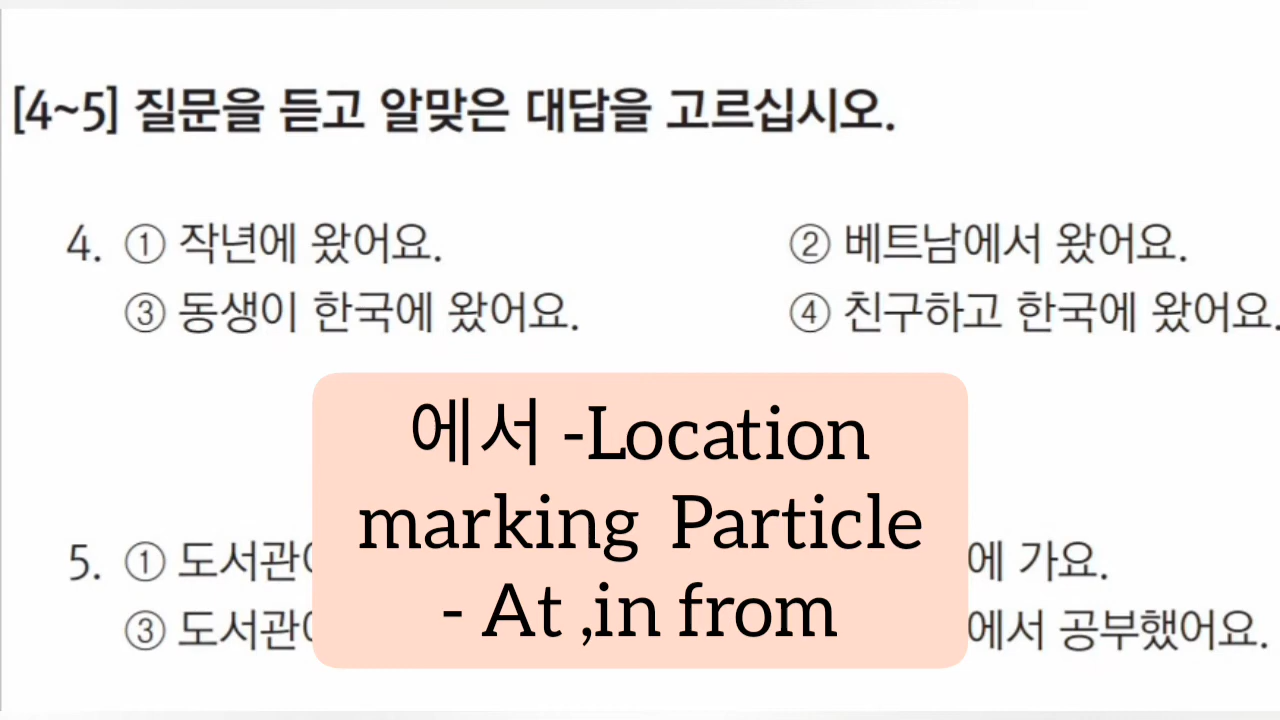 [4~5] 질문을 듣고 알맞은 대답을 고르십시오.
4. ① 작년에 왔어요. ② 베트남에서 왔어요.
③ 동생이 한국에 왔어요. ④ 친구하고 한국에 왔어요.
에서 -Location
marking Particle
- At ,in from
5. ① 도서관 에 가요.
③ 도서관 에서 공부했어요.